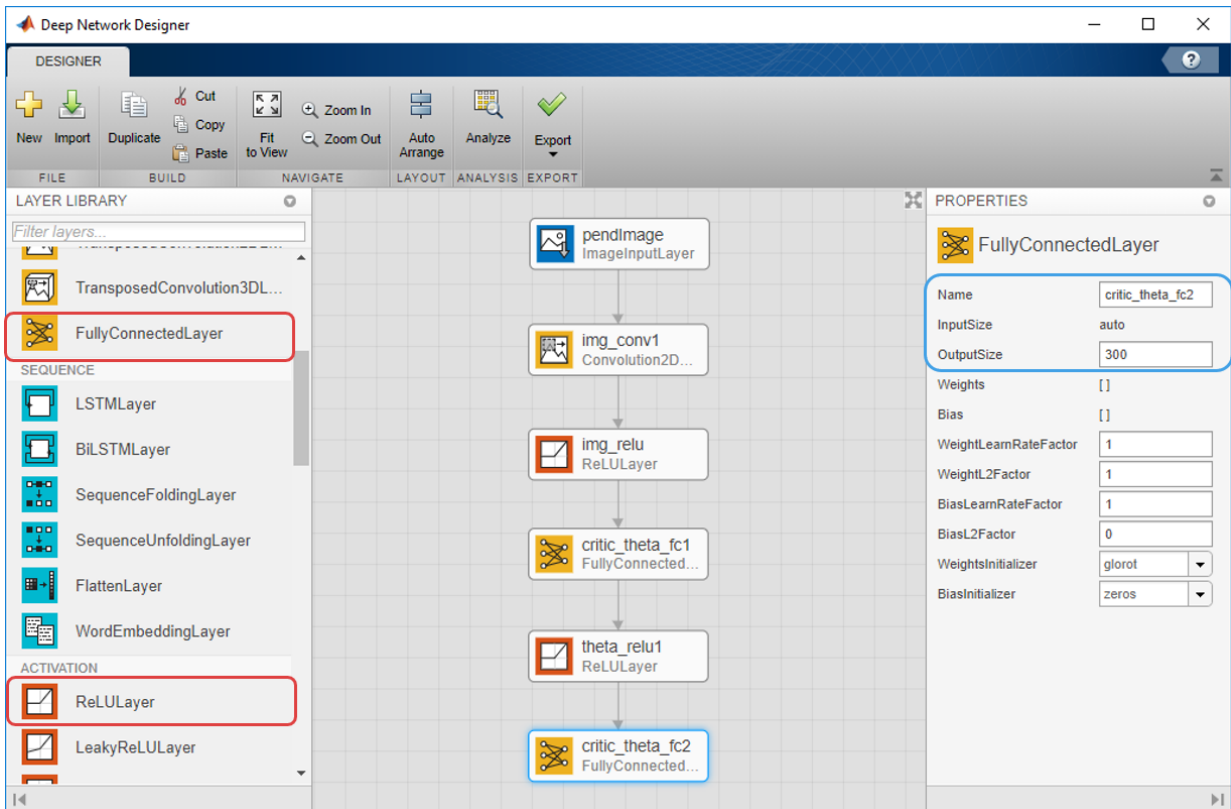 Deep Network Designer
DESIGNER
?
New
Import
Duplicate
Cut
Copy
Paste
Fit
to View
Zoom In
Zoom Out
Auto
Arrange
Analyze
Export
FILE
BUILD
NAVIGATE
LAYOUT
ANALYSIS
EXPORT
LAYER LIBRARY
Filter layers...
TransposedConvolution3DL...
FullyConnectedLayer
SEQUENCE
LSTMLayer
BiLSTMLayer
SequenceFoldingLayer
SequenceUnfoldingLayer
FlattenLayer
WordEmbeddingLayer
ACTIVATION
ReLULayer
LeakyReLULayer
pendImage
ImageInputLayer
img_conv1
Convolution2D...
img_relu
ReLULayer
critic_theta_fc1
FullyConnected...
theta_relu1
ReLULayer
critic_theta_fc2
FullyConnected...
PROPERTIES
FullyConnectedLayer
Name critic_theta_fc2
InputSize auto
OutputSize 300
Weights [ ]
Bias [ ]
WeightLearnRateFactor 1
WeightL2Factor 1
BiasLearnRateFactor 1
BiasL2Factor 0
WeightsInitializer glorot
BiasInitializer zeros